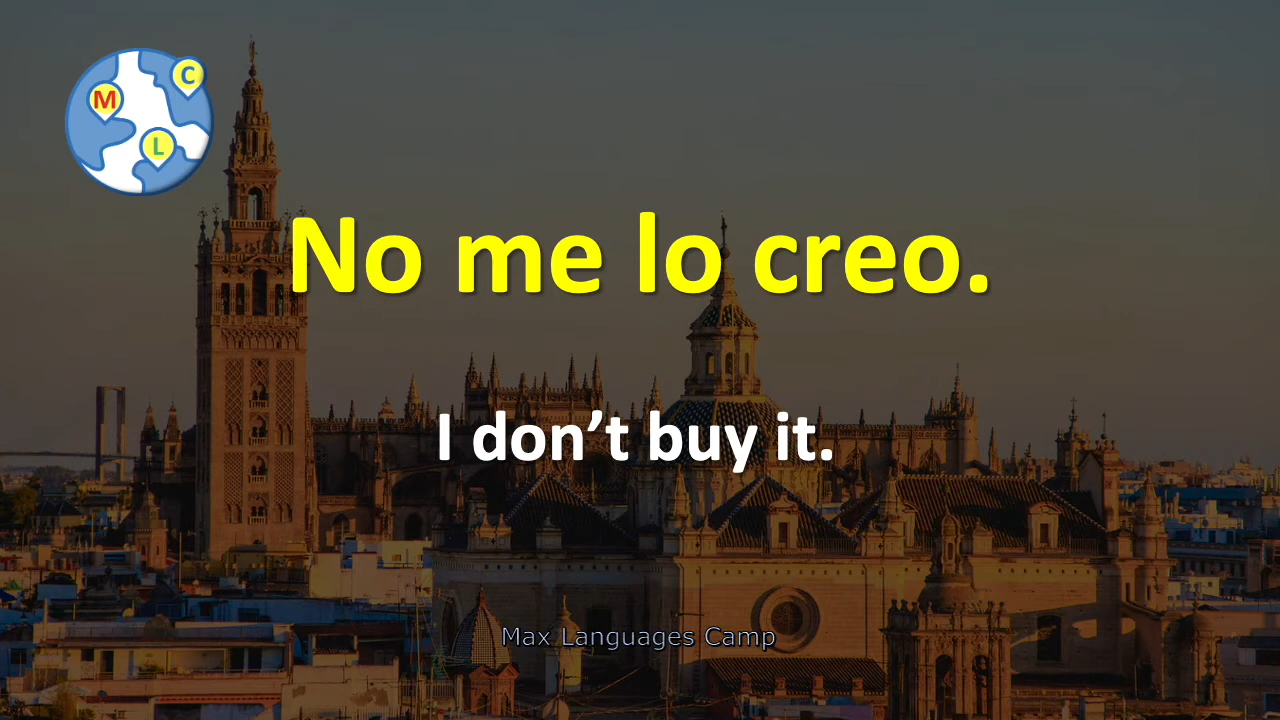 M
C
L
No me lo creo.
I don’t buy it.
Max Languages Camp